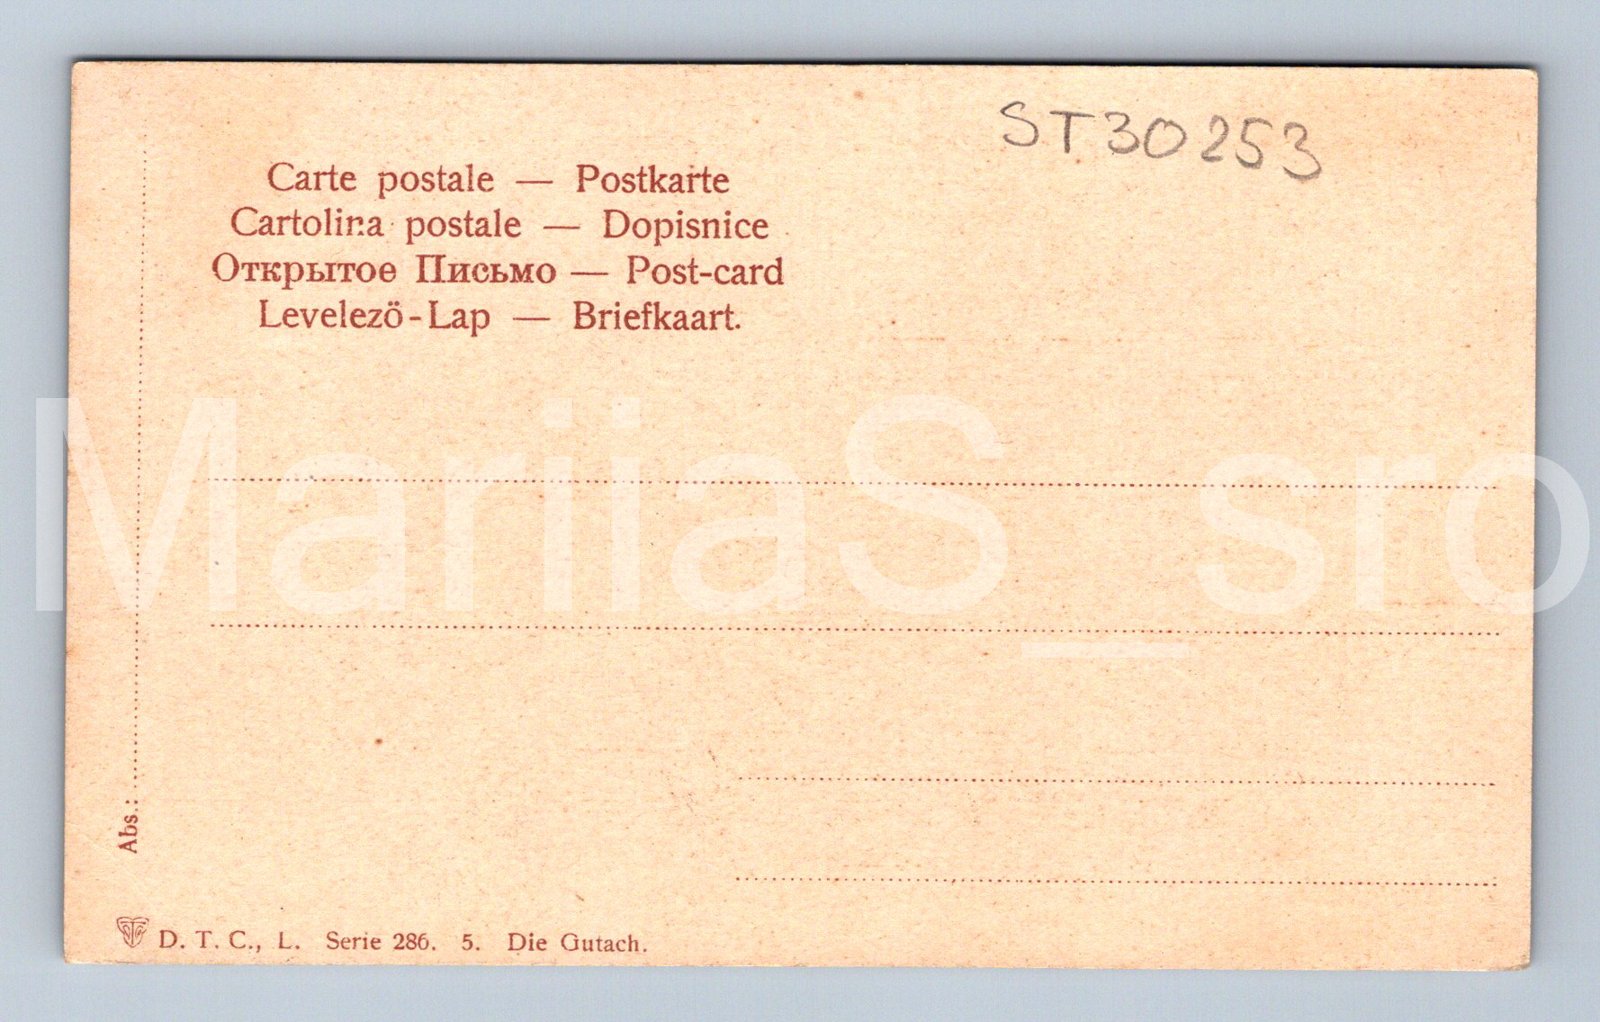 ST30253
Carte postale — Postkarte
Cartolina postale — Dopisnice
Открытое Письмо — Post-card
Levelezö-Lap — Briefkaart.
MariiaS_sro
Abs.:
D. T. C., L. Serie 286. 5. Die Gutach.